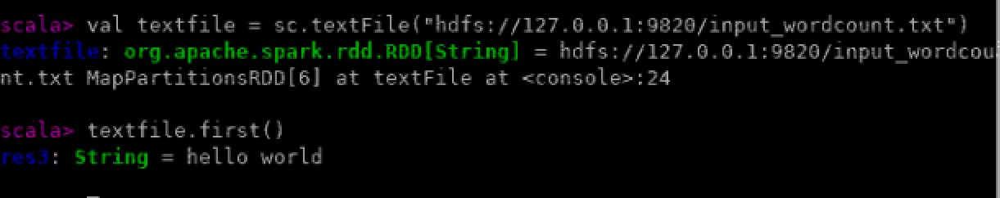 scala> val textfile = sc.textFile("hdfs://127.0.0.1:9820/input_wordcount.txt")
textfile: org.apache.spark.rdd.RDD[String] = hdfs://127.0.0.1:9820/input_wordcou
nt.txt MapPartitionsRDD[6] at textFile at <console>:24
scala> textfile.first()
res3: String = hello world